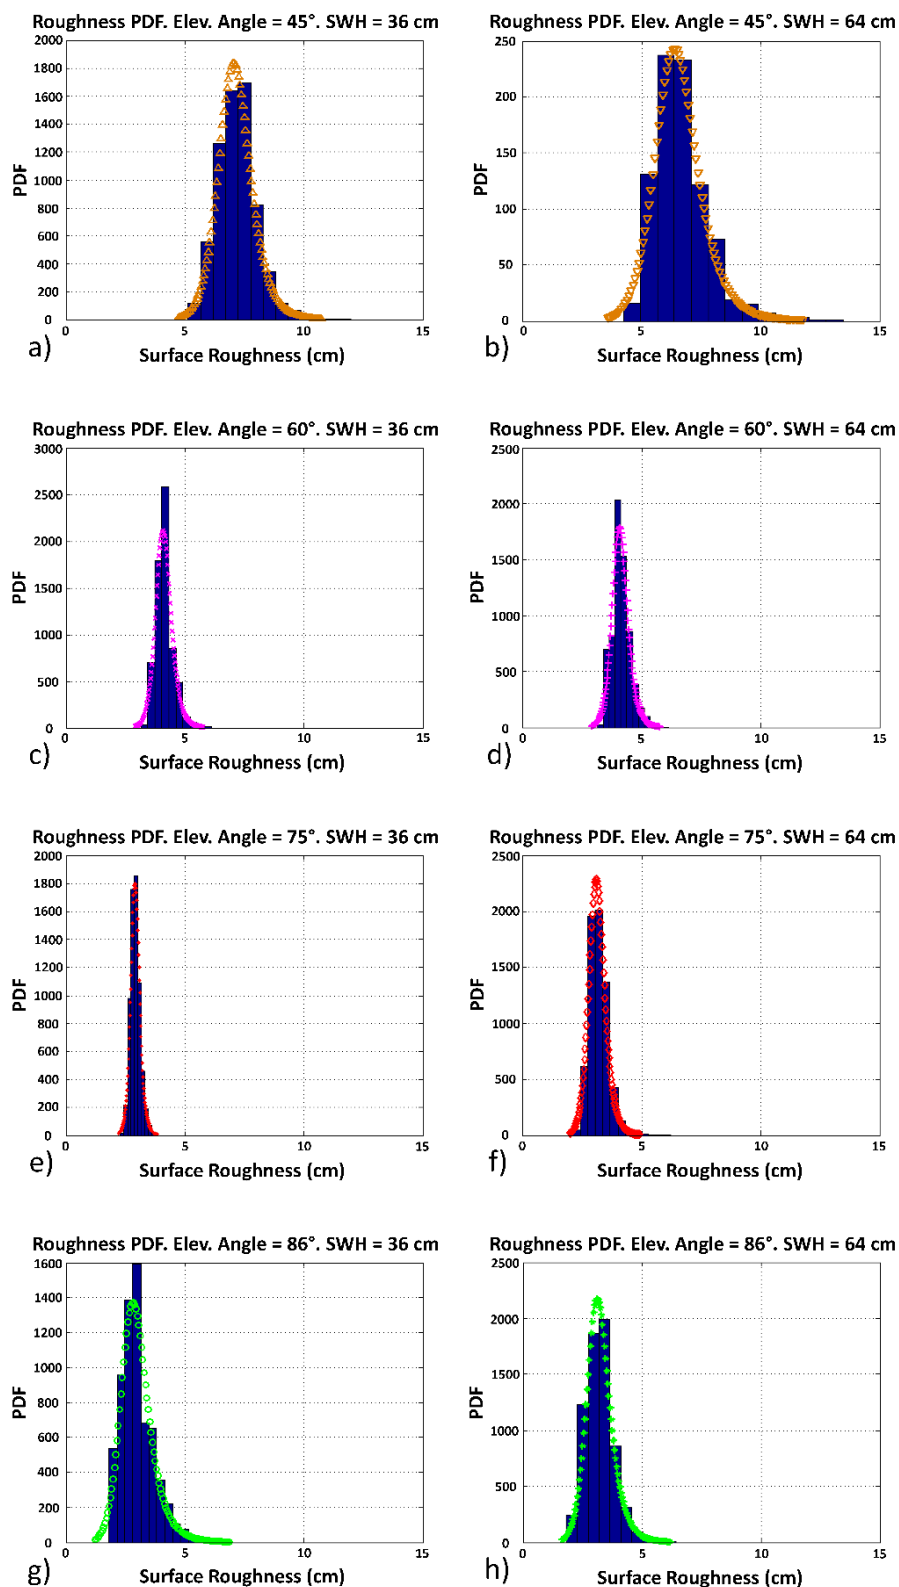 Roughness PDF. Elev. Angle = 45°. SWH = 36 cm
2000
1800
1600
1400
1200
1000
800
600
400
200
0
PDF
0 5 10 15
Surface Roughness (cm)
a)
Roughness PDF. Elev. Angle = 45°. SWH = 64 cm
250
200
150
100
50
0
PDF
0 5 10 15
Surface Roughness (cm)
b)
Roughness PDF. Elev. Angle = 60°. SWH = 36 cm
3000
2500
2000
1500
1000
500
0
PDF
0 5 10 15
Surface Roughness (cm)
c)
Roughness PDF. Elev. Angle = 60°. SWH = 64 cm
2500
2000
1500
1000
500
0
PDF
0 5 10 15
Surface Roughness (cm)
d)
Roughness PDF. Elev. Angle = 75°. SWH = 36 cm
2000
1800
1600
1400
1200
1000
800
600
400
200
0
PDF
0 5 10 15
Surface Roughness (cm)
e)
Roughness PDF. Elev. Angle = 75°. SWH = 64 cm
2500
2000
1500
1000
500
0
PDF
0 5 10 15
Surface Roughness (cm)
f)
Roughness PDF. Elev. Angle = 86°. SWH = 36 cm
1600
1400
1200
1000
800
600
400
200
0
PDF
0 5 10 15
Surface Roughness (cm)
g)
Roughness PDF. Elev. Angle = 86°. SWH = 64 cm
2500
2000
1500
1000
500
0
PDF
0 5 10 15
Surface Roughness (cm)
h)